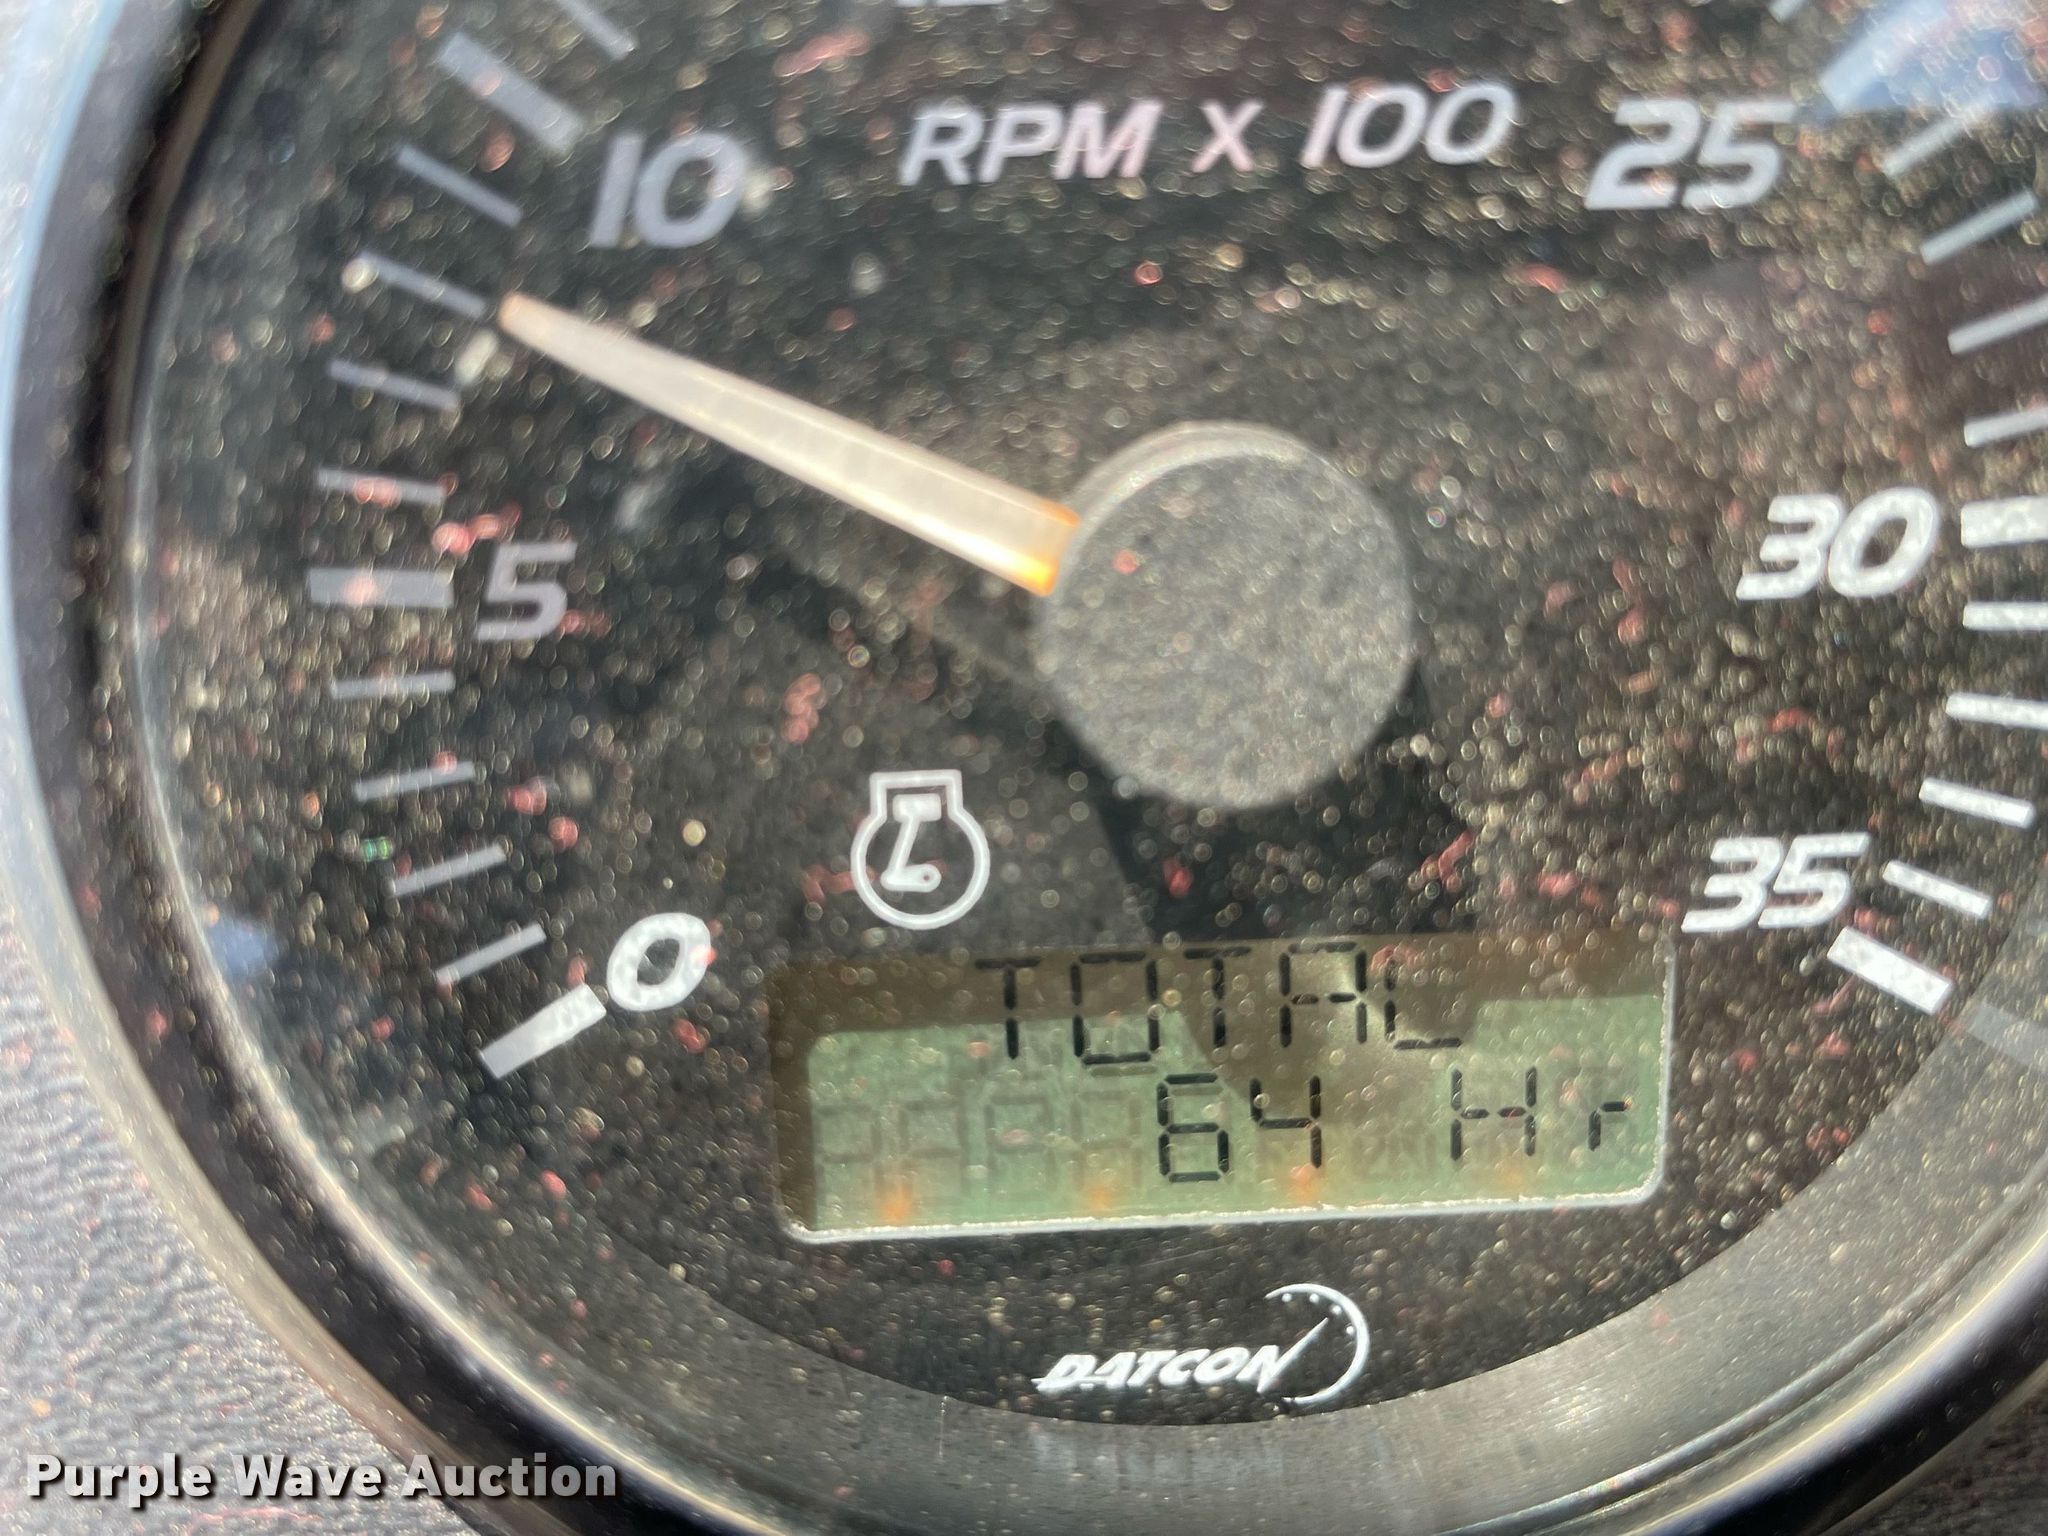 RPM X 100
10
25
5
30
0
35
TOTAL
64 Hr
DATCON
Purple Wave Auction